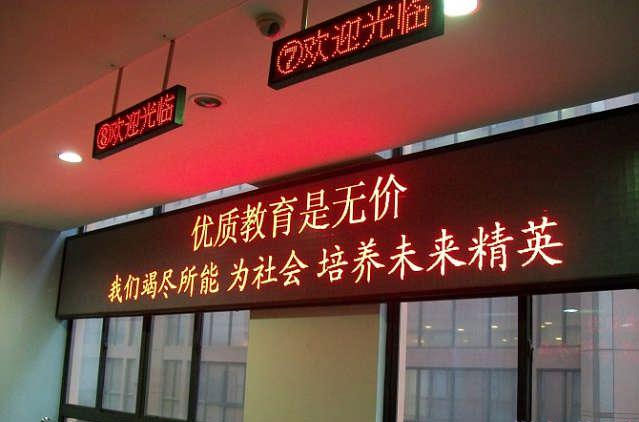 ⑦欢迎光临
⑧欢迎光临
优质教育是无价
我们竭尽所能 为社会 培养未来精英